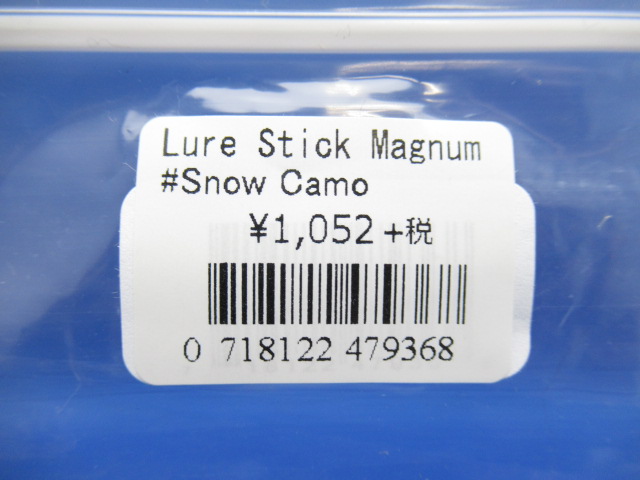 Lure Stick Magnum
#Snow Camo
¥1,052+税
0 718122 479368